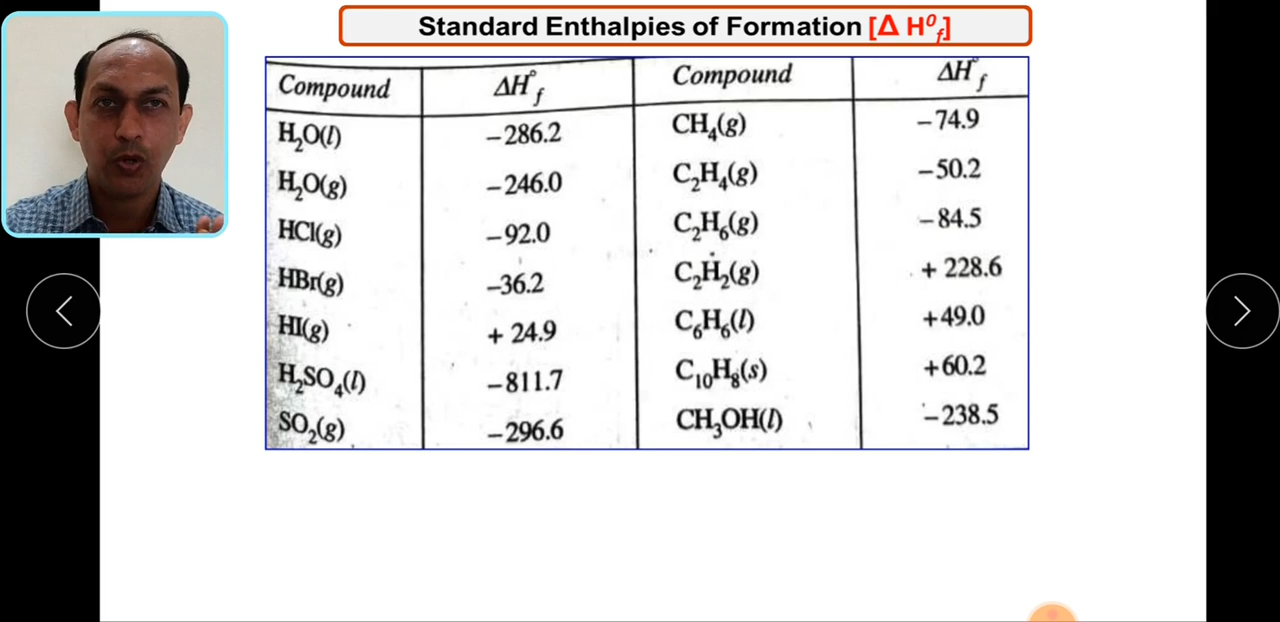 Standard Enthalpies of Formation [Δ H⁰f]
Compound ΔH°f Compound ΔH°f
H₂O(l) –286.2 CH₄(g) –74.9
H₂O(g) –246.0 C₂H₄(g) –50.2
HCl(g) –92.0 C₂H₆(g) –84.5
HBr(g) –36.2 C₂H₂(g) + 228.6
HI(g) + 24.9 C₆H₆(l) +49.0
H₂SO₄(l) –811.7 C₁₀H₈(s) +60.2
SO₂(g) –296.6 CH₃OH(l) –238.5